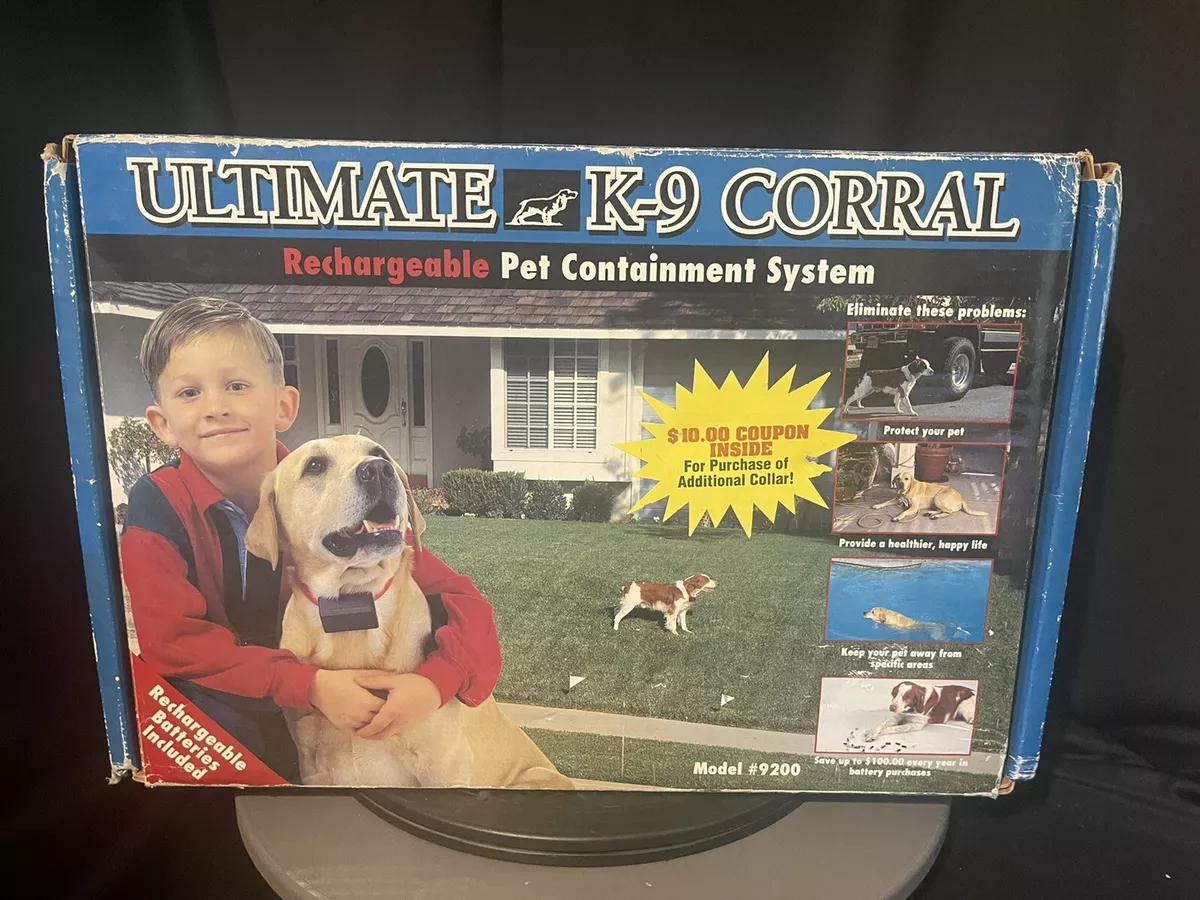 ULTIMATE K-9 CORRAL
Rechargeable Pet Containment System
Eliminate these problems:
Protect your pet
$10.00 COUPON
INSIDE
For Purchase of
Additional Collar!
Provide a healthier, happy life
Keep your pet away from
specific areas
Rechargeable
Batteries
Included
Model #9200
Save up to $100.00 every year in
battery purchases